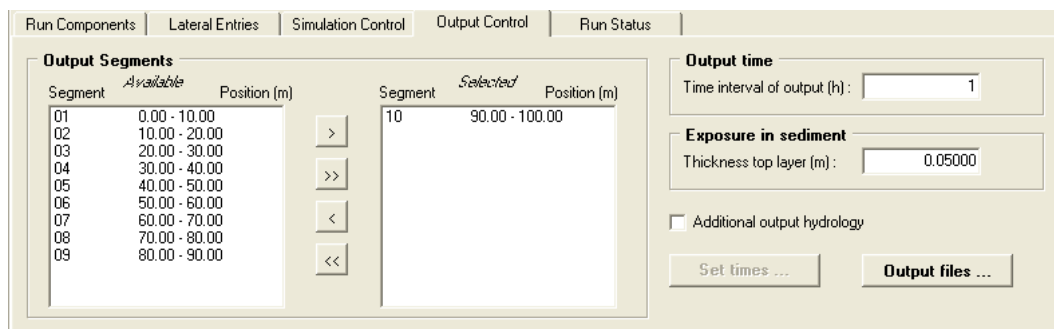 Run Components Lateral Entries Simulation Control Output Control Run Status
Output Segments
Available
Segment Position (m)
01 0.00 - 10.00
02 10.00 - 20.00
03 20.00 - 30.00
04 30.00 - 40.00
05 40.00 - 50.00
06 50.00 - 60.00
07 60.00 - 70.00
08 70.00 - 80.00
09 80.00 - 90.00
>
>>
<
<<
Selected
Segment Position (m)
10 90.00 - 100.00
Output time
Time interval of output (h) : 1
Exposure in sediment
Thickness top layer (m) : 0.05000
Additional output hydrology
Set times ... Output files ...